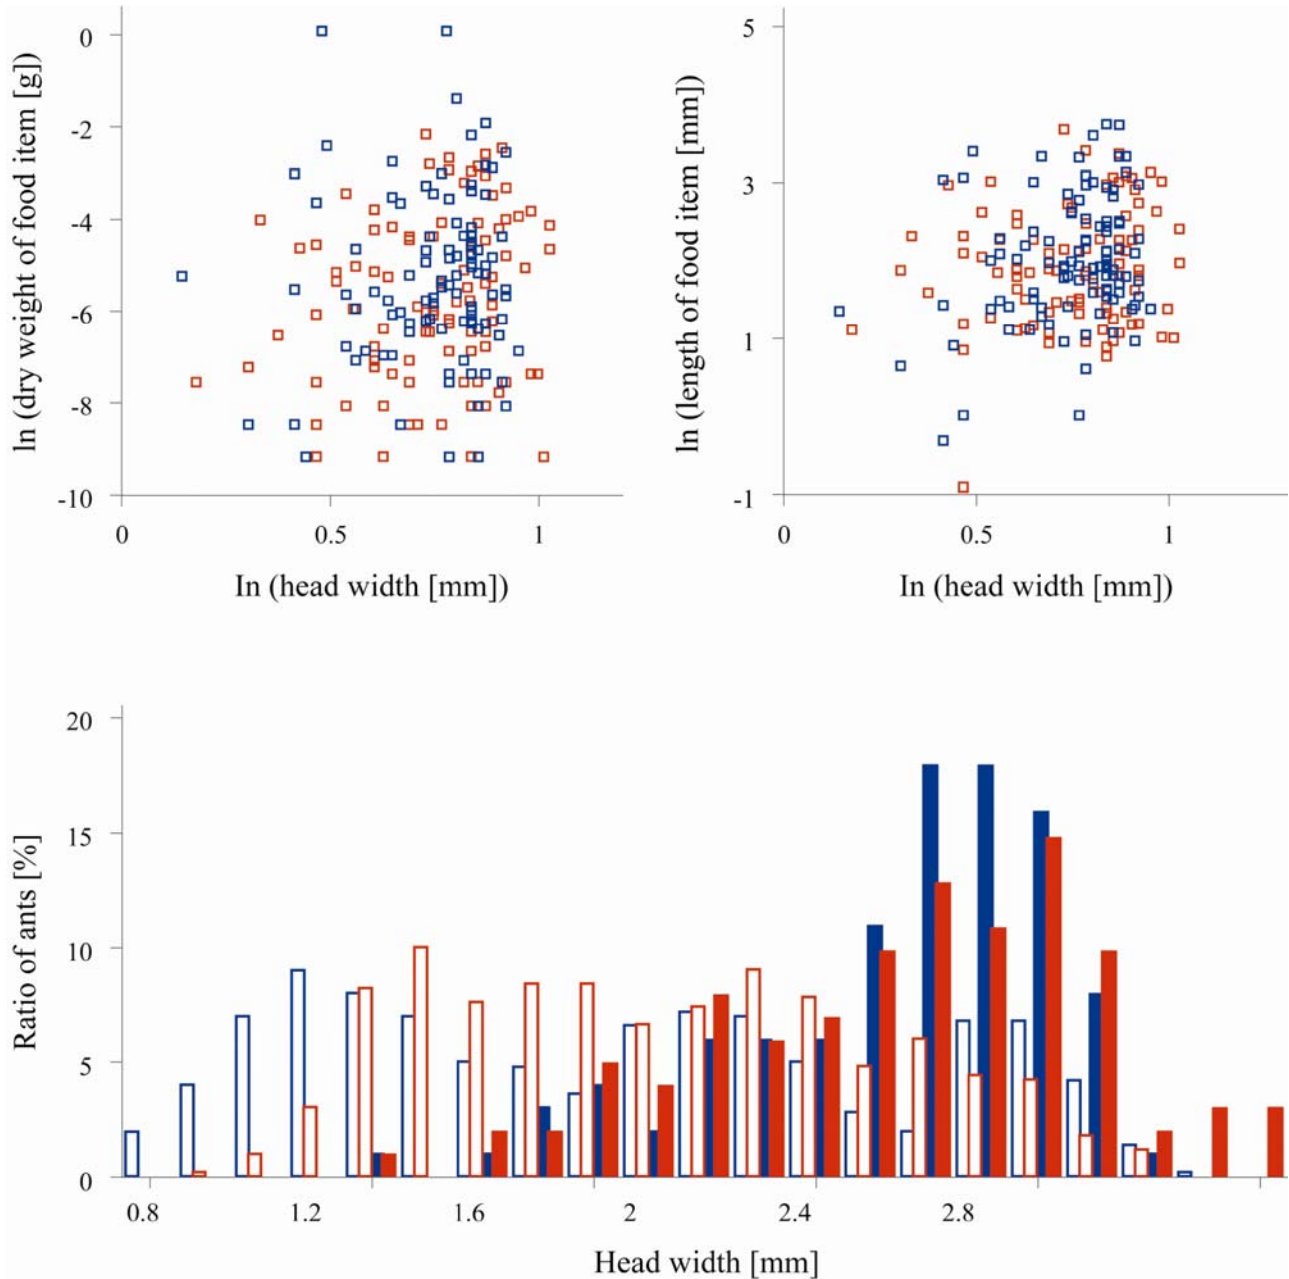 ln (dry weight of food item [g])
0
-2
-4
-6
-8
-10
0 0.5 1
In (head width [mm])
ln (length of food item [mm])
5
3
1
-1
0 0.5 1
In (head width [mm])
Ratio of ants [%]
20
15
10
5
0
0.8 1.2 1.6 2 2.4 2.8
Head width [mm]